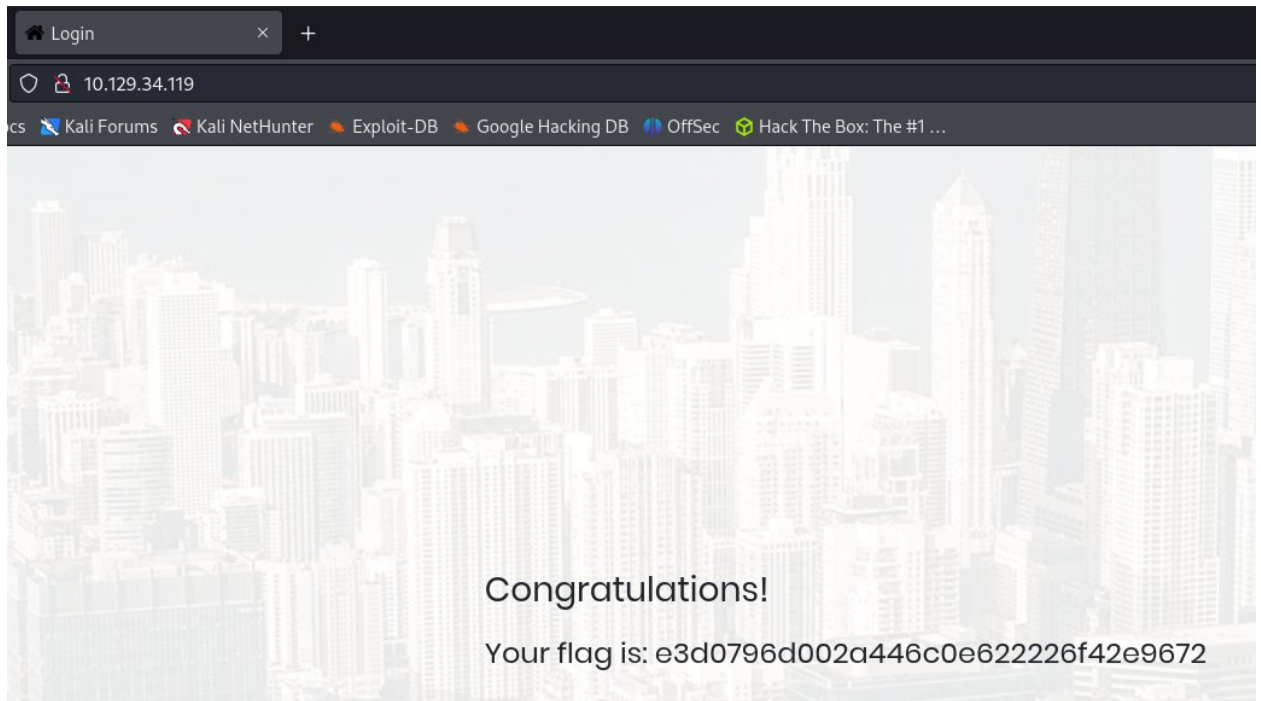 Login
10.129.34.119
ocs Kali Forums Kali NetHunter Exploit-DB Google Hacking DB OffSec Hack The Box: The #1 …
Congratulations!
Your flag is: e3d0796d002a446c0e622226f42e9672